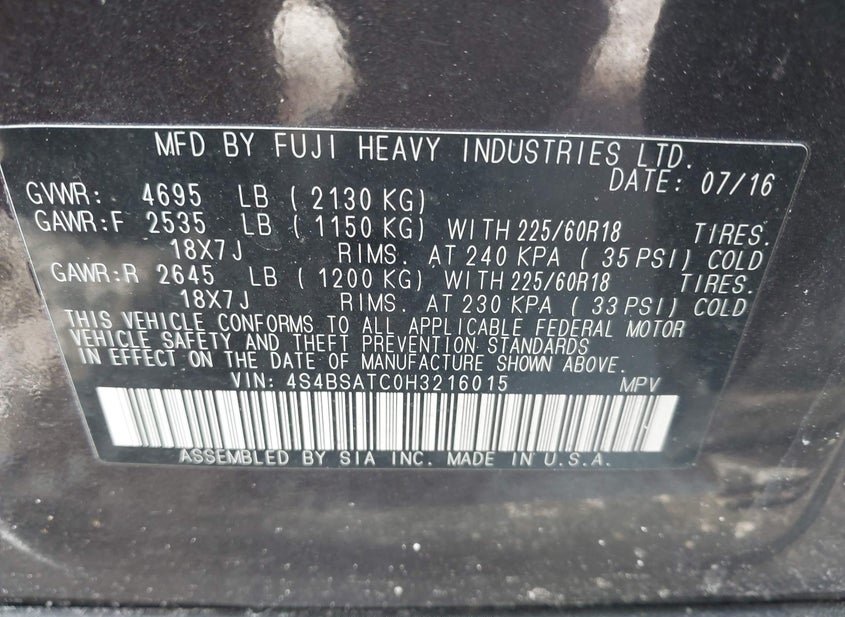 MFD BY FUJI HEAVY INDUSTRIES LTD.
DATE: 07/16
GVWR: 4695 LB ( 2130 KG)
GAWR:F 2535 LB ( 1150 KG) WITH 225/60R18 TIRES.
18X7J RIMS. AT 240 KPA ( 35 PSI) COLD
GAWR:R 2645 LB ( 1200 KG) WITH 225/60R18 TIRES.
18X7J RIMS. AT 230 KPA ( 33 PSI) COLD
THIS VEHICLE CONFORMS TO ALL APPLICABLE FEDERAL MOTOR
VEHICLE SAFETY AND THEFT PREVENTION STANDARDS
IN EFFECT ON THE DATE OF MANUFACTURE SHOWN ABOVE.
VIN: 4S4BSATC0H3216015 MPV
ASSEMBLED BY SIA INC. MADE IN U.S.A.